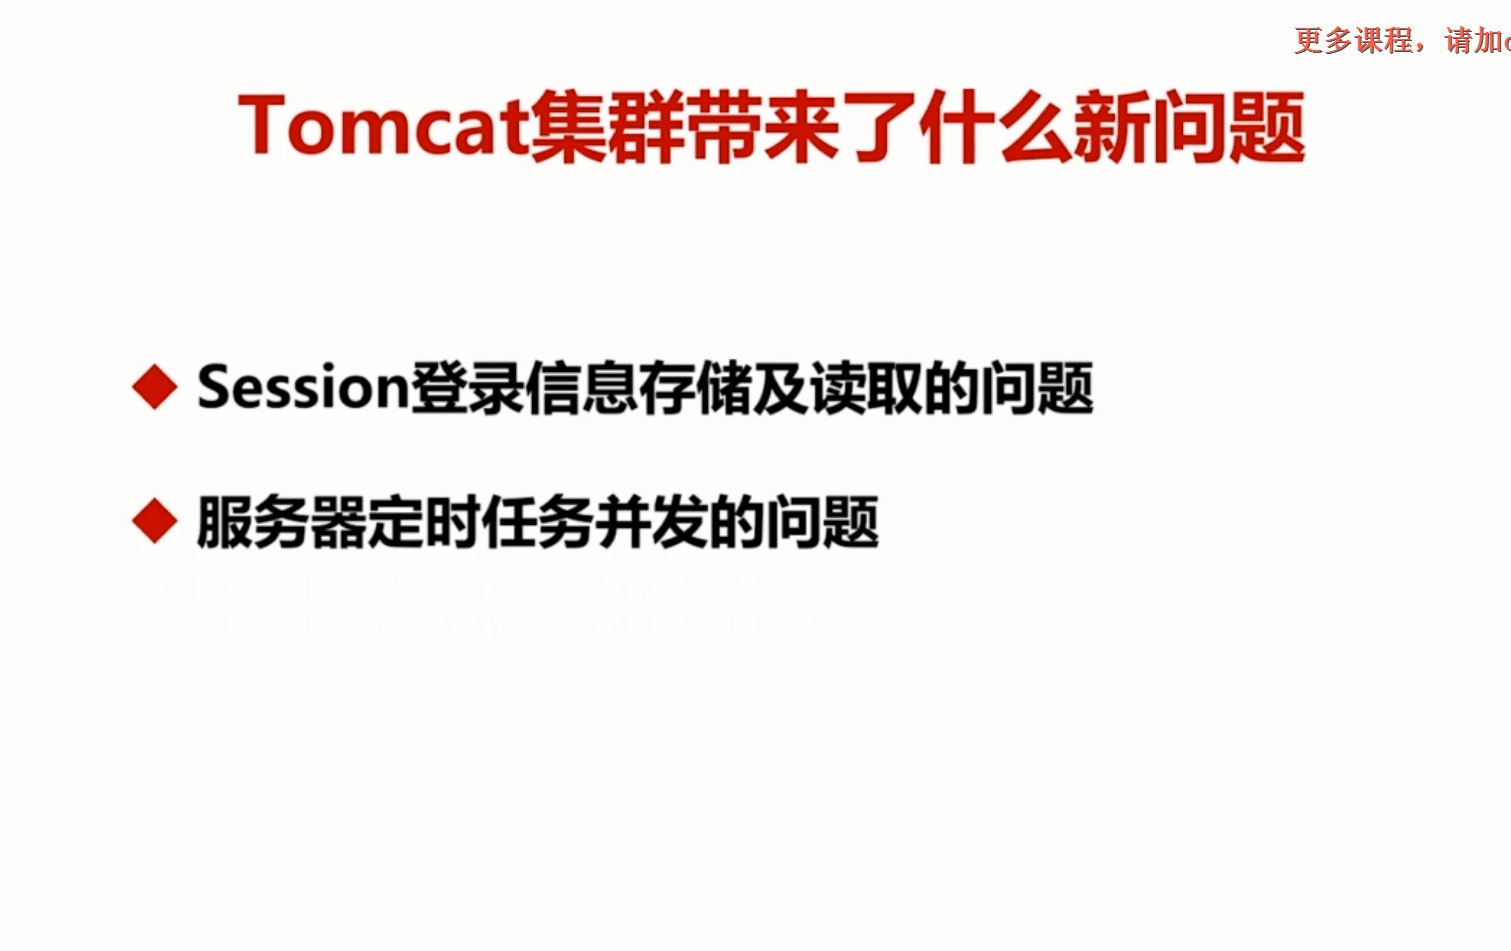 更多课程，请加
Tomcat集群带来了什么新问题
Session登录信息存储及读取的问题
服务器定时任务并发的问题